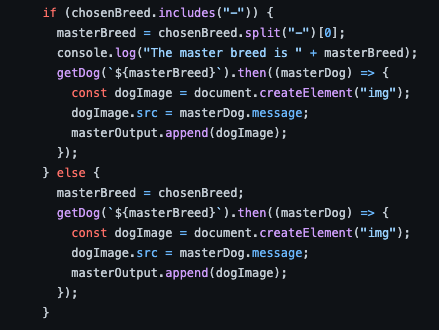 if (chosenBreed.includes("-")) {
masterBreed = chosenBreed.split("-")[0];
console.log("The master breed is " + masterBreed);
getDog(`${masterBreed}`).then((masterDog) => {
const dogImage = document.createElement("img");
dogImage.src = masterDog.message;
masterOutput.append(dogImage);
});
} else {
masterBreed = chosenBreed;
getDog(`${masterBreed}`).then((masterDog) => {
const dogImage = document.createElement("img");
dogImage.src = masterDog.message;
masterOutput.append(dogImage);
});
}